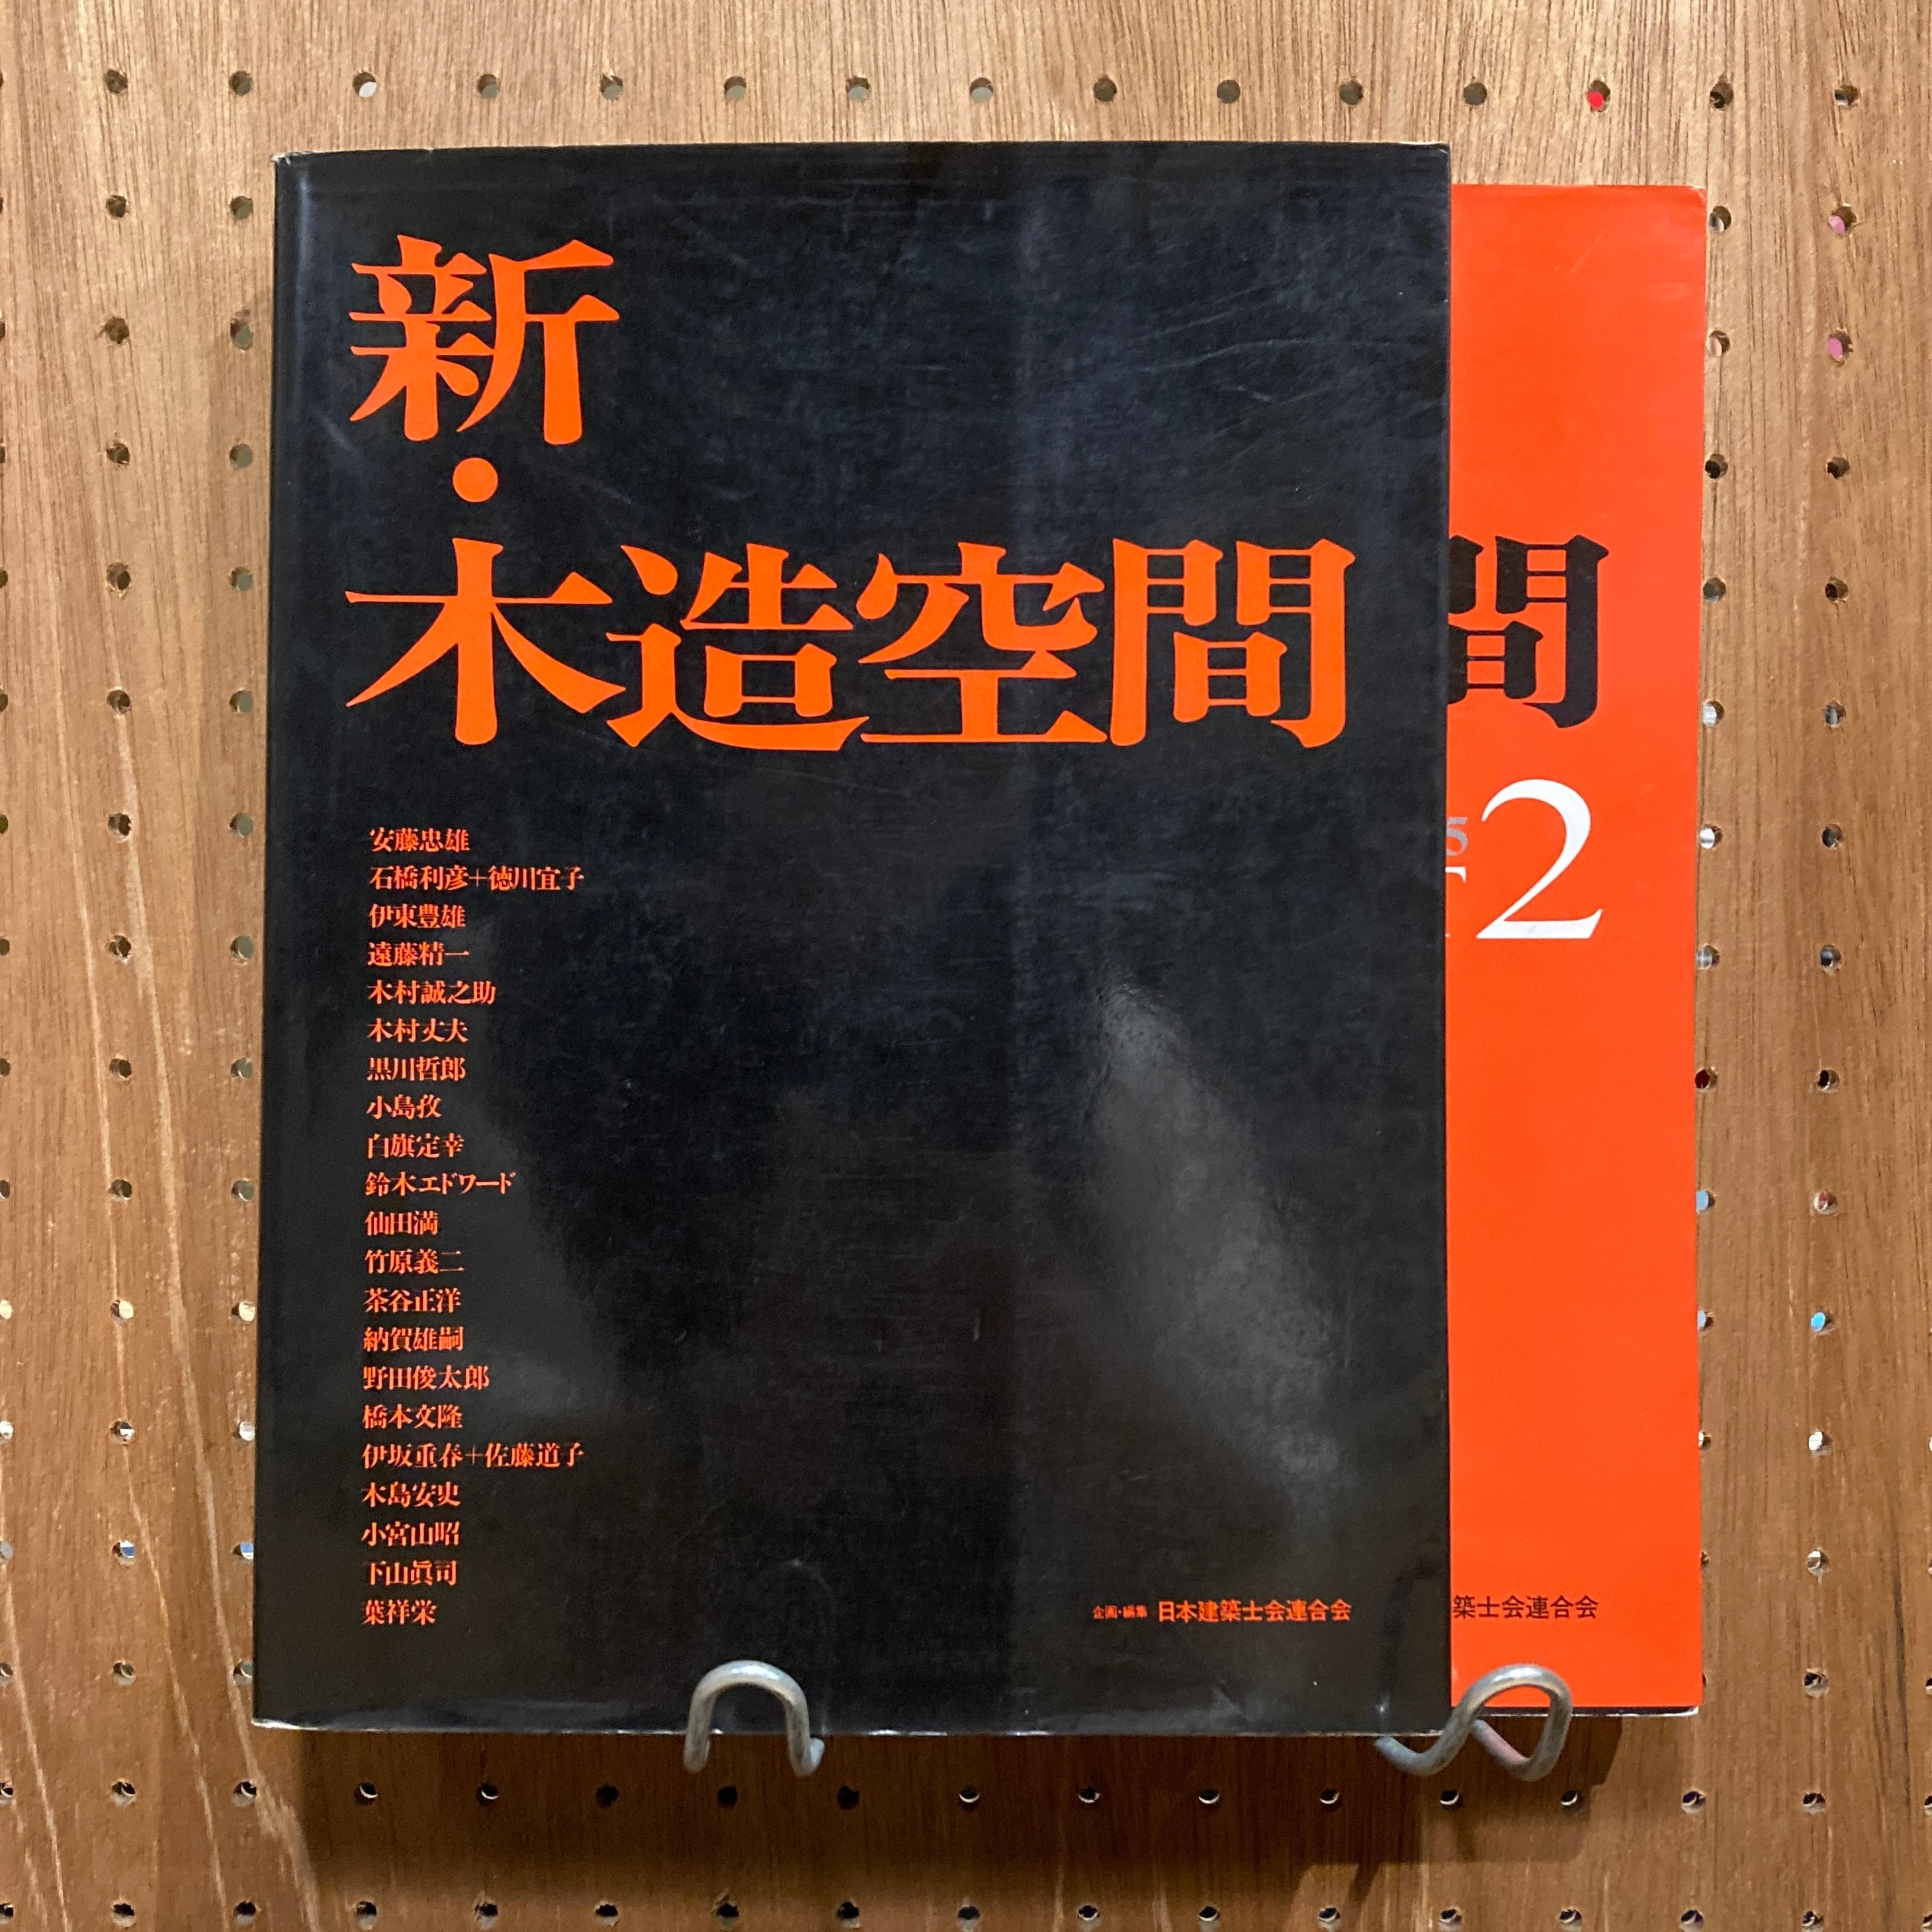 新
・
木造空間
安藤忠雄
石橋利彦+徳川宜子
伊東豊雄
遠藤精一
木村誠之助
木村丈夫
黒川哲郎
小島孜
白旗定幸
鈴木エドワード
仙田満
竹原義二
茶谷正洋
納賀雄嗣
野田俊太郎
橋本文隆
伊坂重春+佐藤道子
木島安史
小宮山昭
下山眞司
葉祥栄
企画・編集 日本建築士会連合会
間
2
築士会連合会